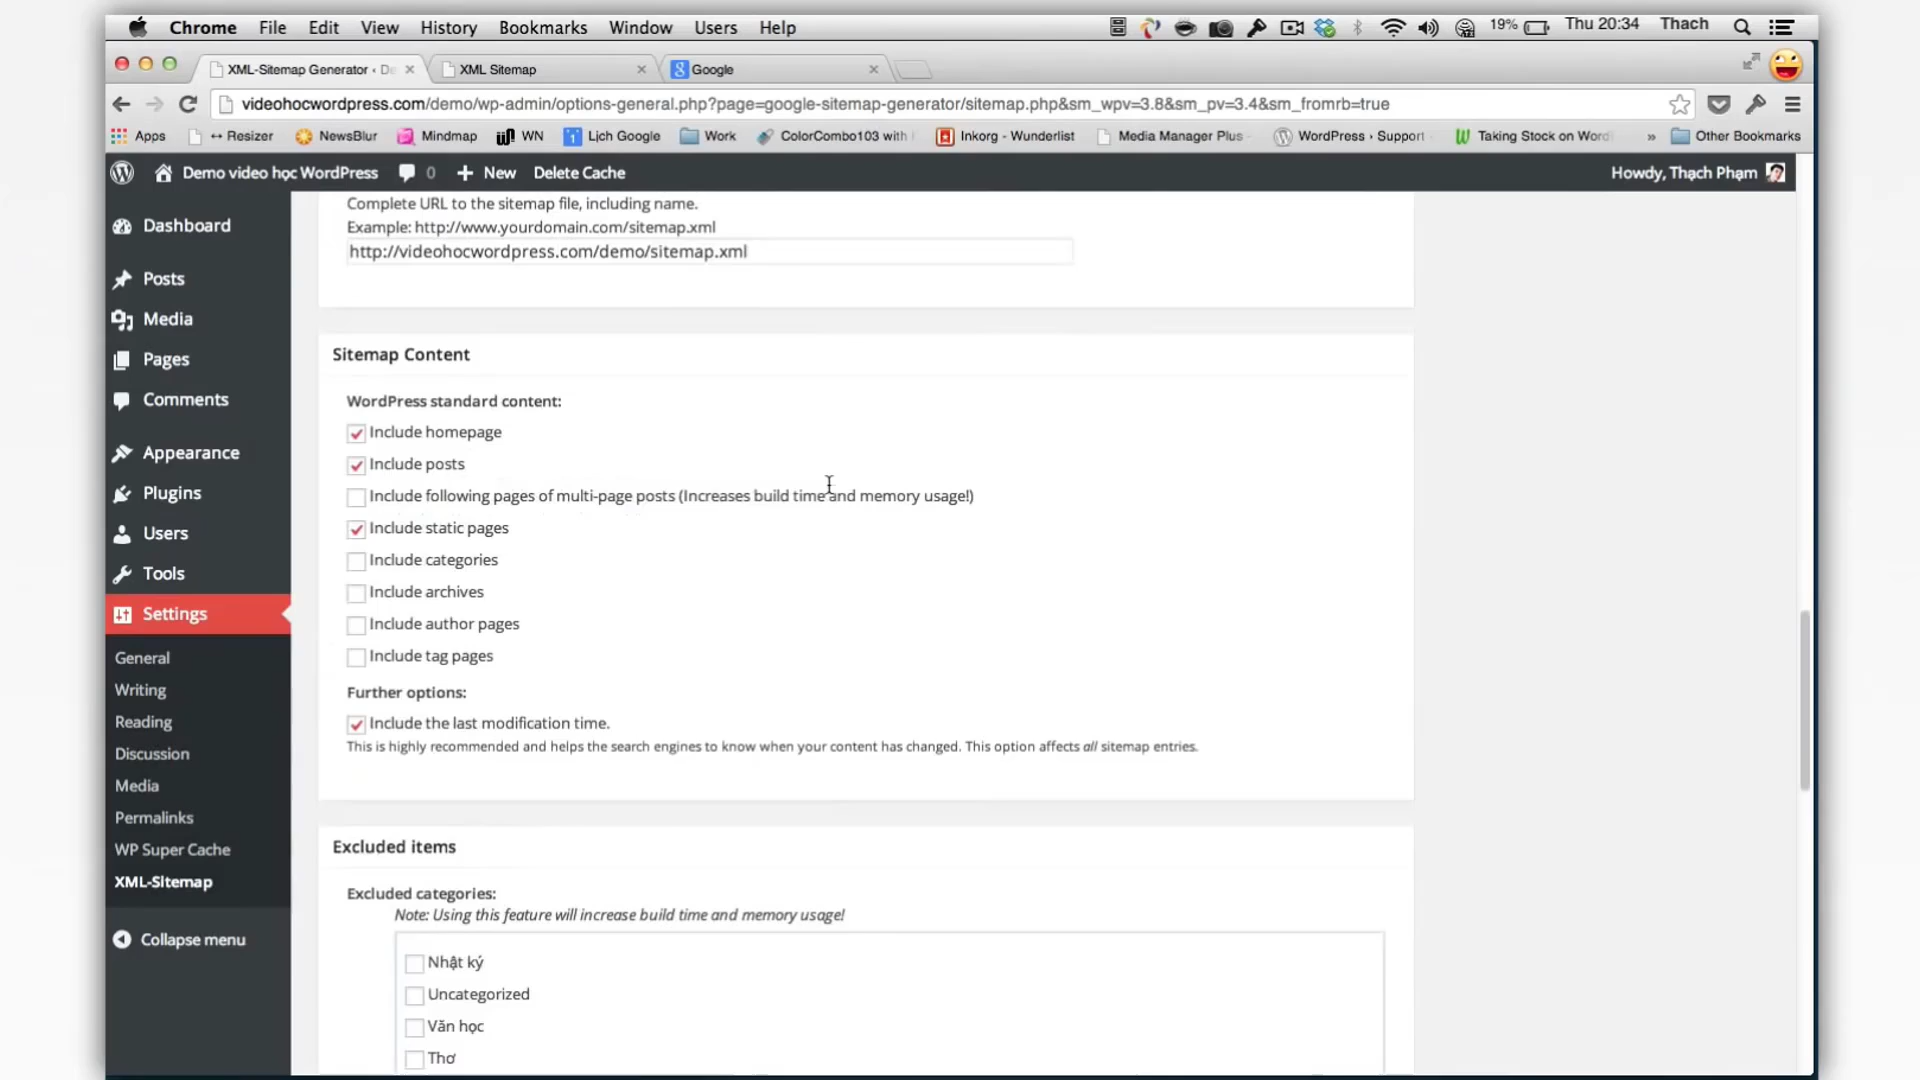 Chrome File Edit View History Bookmarks Window Users Help 19% Thu 20:34 Thach
XML-Sitemap Generator ‹ De XML Sitemap Google
videohocwordpress.com/demo/wp-admin/options-general.php?page=google-sitemap-generator/sitemap.php&sm_wpv=3.8&sm_pv=3.4&sm_fromrb=true
Apps ↔ Resizer NewsBlur Mindmap WN Lịch Google Work ColorCombo103 with Inkorg - Wunderlist Media Manager Plus - WordPress › Support Taking Stock on Word » Other Bookmarks
Demo video học WordPress 0 + New Delete Cache Howdy, Thạch Phạm
Dashboard
Posts
Media
Pages
Comments
Appearance
Plugins
Users
Tools
Settings
General
Writing
Reading
Discussion
Media
Permalinks
WP Super Cache
XML-Sitemap
Collapse menu
Complete URL to the sitemap file, including name.
Example: http://www.yourdomain.com/sitemap.xml
http://videohocwordpress.com/demo/sitemap.xml
Sitemap Content
WordPress standard content:
Include homepage
Include posts
Include following pages of multi-page posts (Increases build time and memory usage!)
Include static pages
Include categories
Include archives
Include author pages
Include tag pages
Further options:
Include the last modification time.
This is highly recommended and helps the search engines to know when your content has changed. This option affects all sitemap entries.
Excluded items
Excluded categories:
Note: Using this feature will increase build time and memory usage!
Nhật ký
Uncategorized
Văn học
Thơ